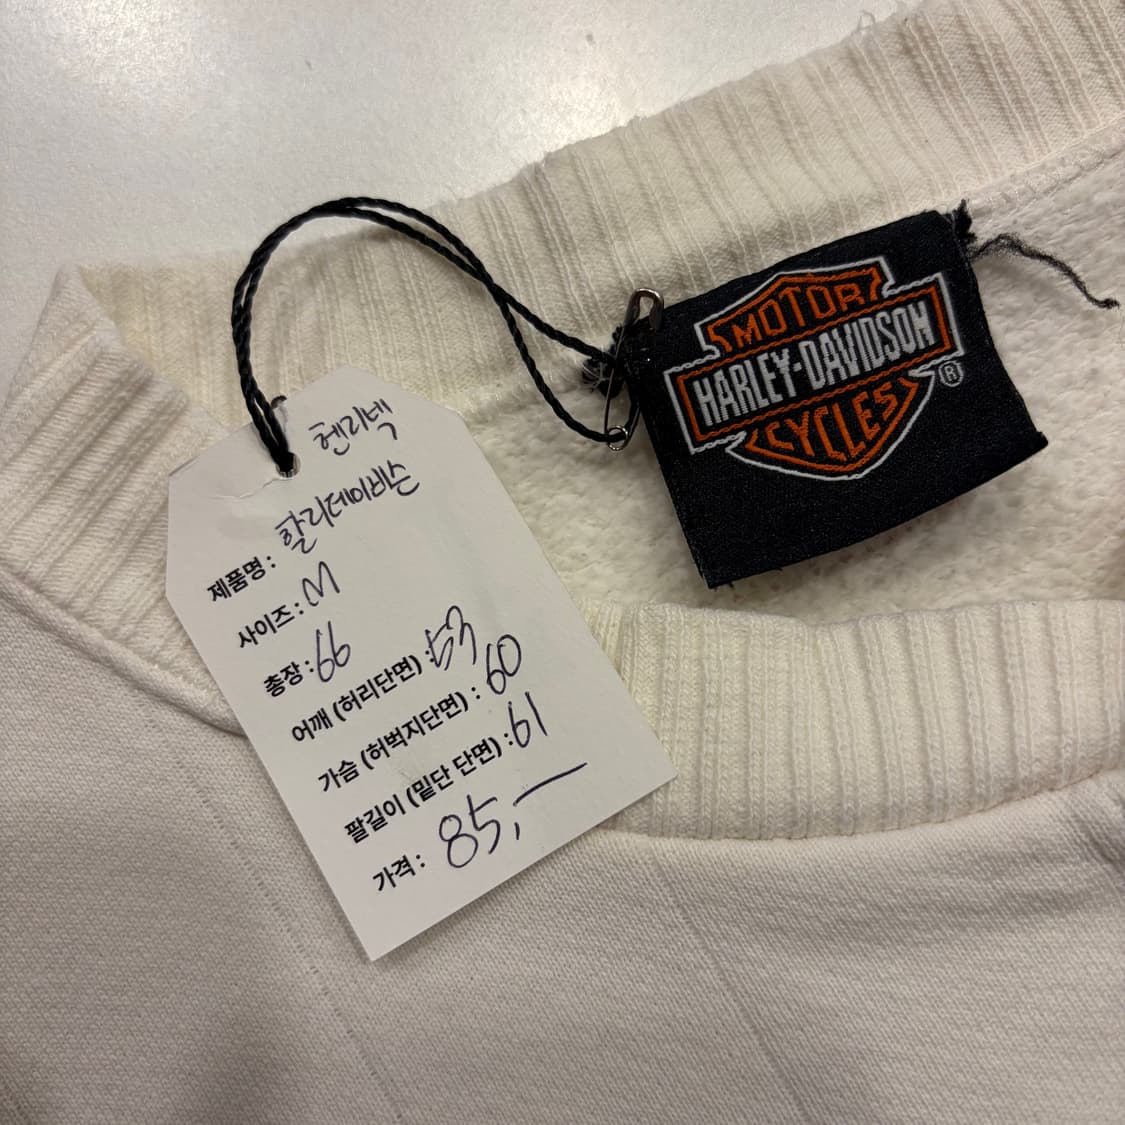 헨리넥
제품명: 할리데이비슨
사이즈: M
총장: 66
어깨 (허리단면): 53
가슴 (허벅지단면): 60
팔길이 (밑단 단면): 61
가격: 85,—
MOTOR
HARLEY-DAVIDSON
CYCLES
®